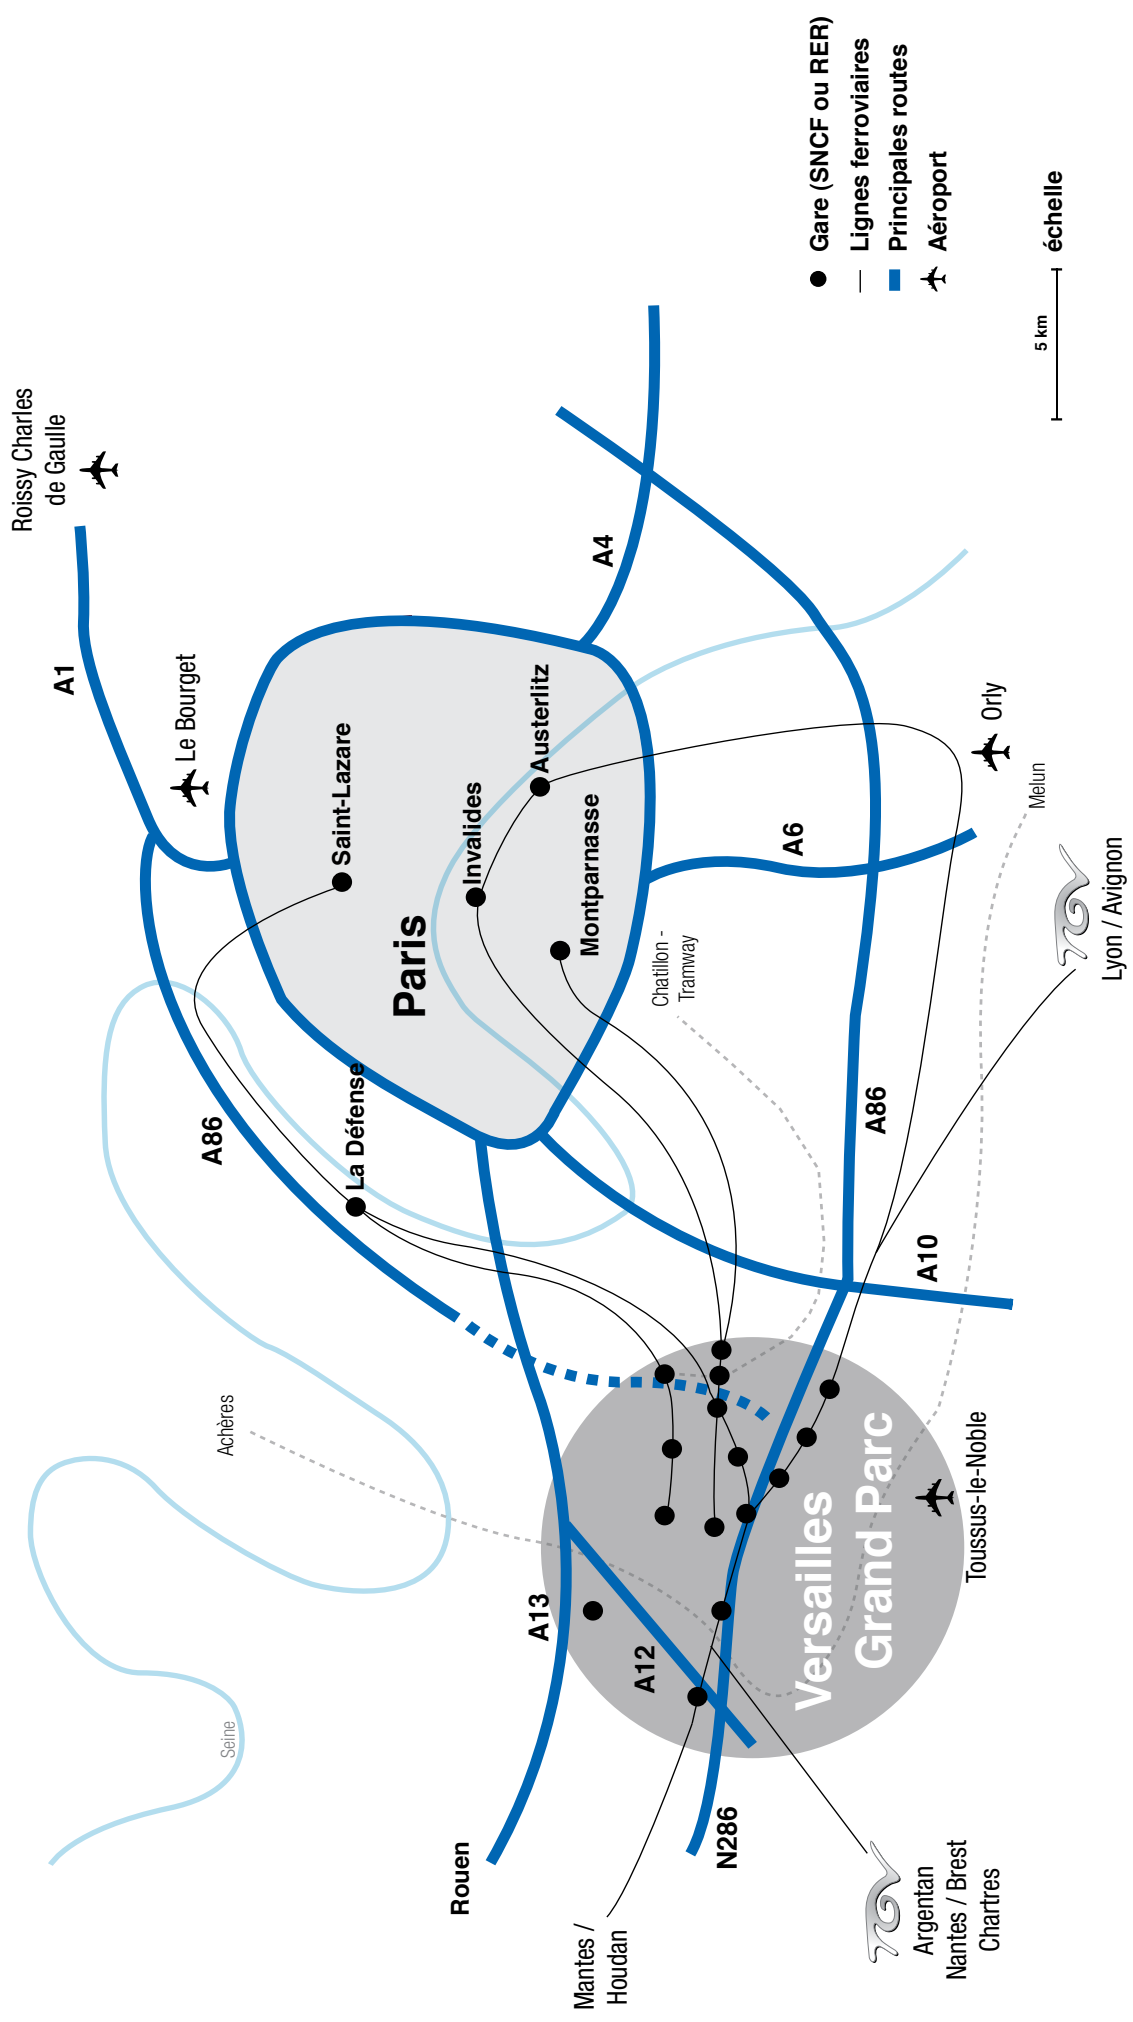 Roissy Charles
de Gaulle
A1
Le Bourget
Saint-Lazare
A4
Austerlitz
Invalides
Montparnasse
Paris
La Défense
A86
Orly
Melun
A6
Chatillon -
Tramway
Lyon / Avignon
A86
A10
Achères
Seine
A13
A12
Versailles
Grand Parc
Toussus-le-Noble
Rouen
N286
Mantes /
Houdan
Argentan
Nantes / Brest
Chartres
Gare (SNCF ou RER)
Lignes ferroviaires
Principales routes
Aéroport
5 km
échelle